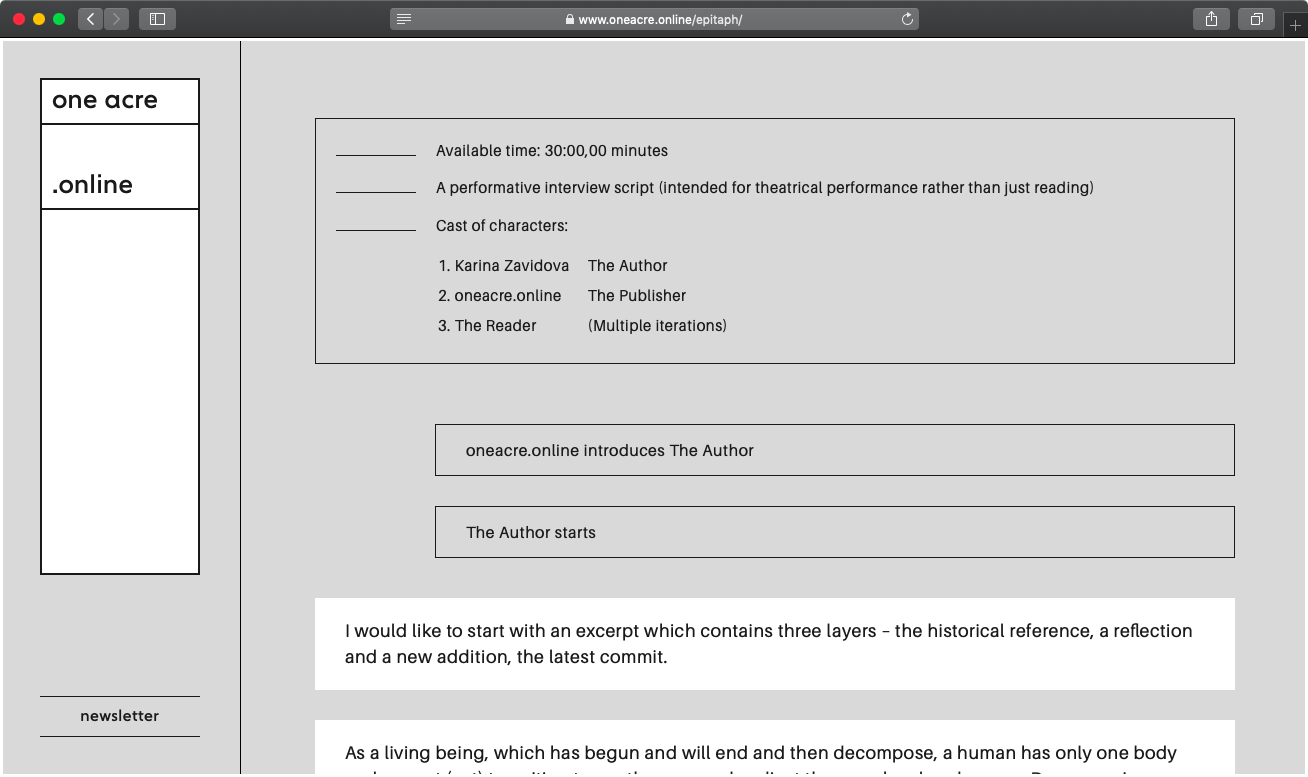 www.oneacre.online/epitaph/
one acre
.online
newsletter
Available time: 30:00,00 minutes
A performative interview script (intended for theatrical performance rather than just reading)
Cast of characters:
1. Karina Zavidova The Author
2. oneacre.online The Publisher
3. The Reader (Multiple iterations)
oneacre.online introduces The Author
The Author starts
I would like to start with an excerpt which contains three layers – the historical reference, a reflection
and a new addition, the latest commit.
As a living being, which has begun and will end and then decompose, a human has only one body